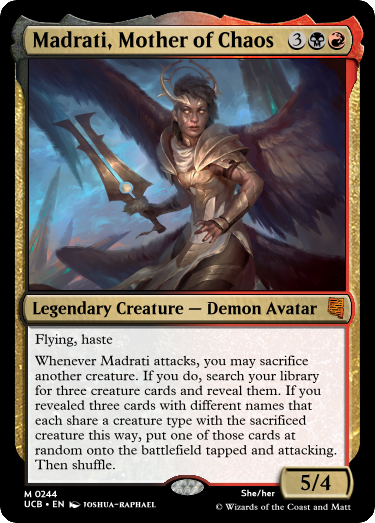 Madrati, Mother of Chaos 3
Legendary Creature — Demon Avatar
Flying, haste
Whenever Madrati attacks, you may sacrifice
another creature. If you do, search your library
for three creature cards and reveal them. If you
revealed three cards with different names that
each share a creature type with the sacrificed
creature this way, put one of those cards at
random onto the battlefield tapped and attacking.
Then shuffle.
5/4
M 0244 She/her
UCB • EN JOSHUA-RAPHAEL © Wizards of the Coast and Matt